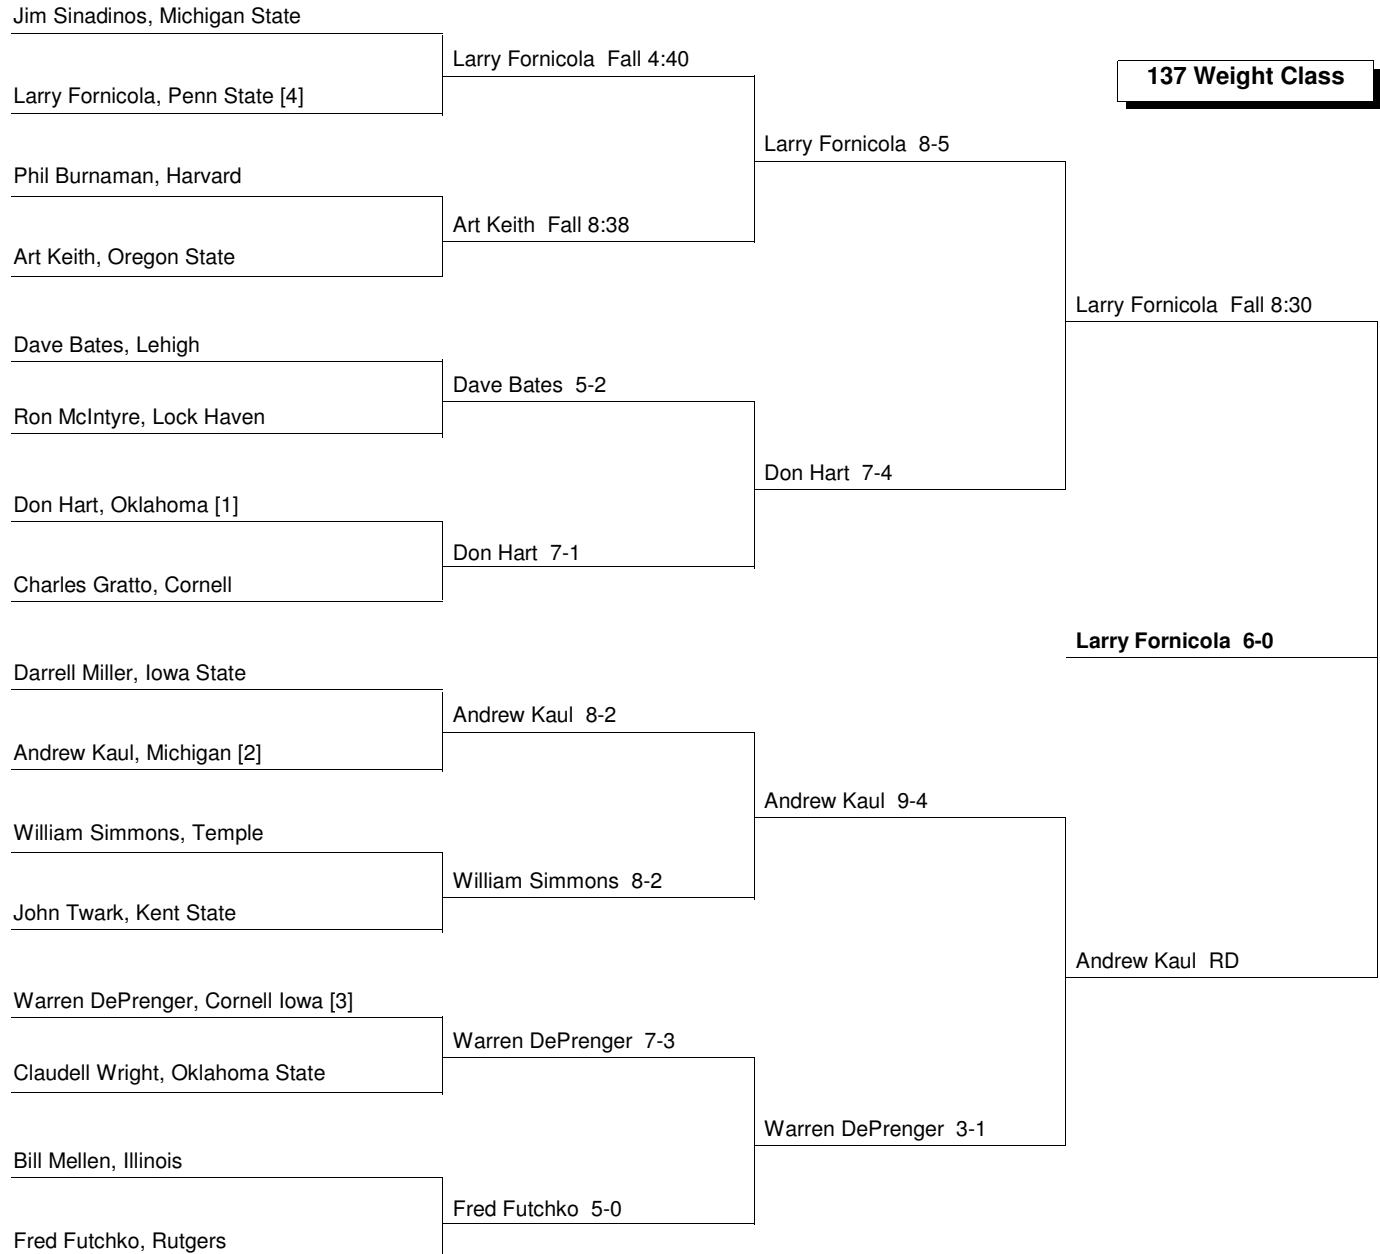 Jim Sinadinos, Michigan State
Larry Fornicola  Fall 4:40
137 Weight Class
Larry Fornicola, Penn State [4]
Larry Fornicola  8-5
Phil Burnaman, Harvard
Art Keith  Fall 8:38
Art Keith, Oregon State
Larry Fornicola  Fall 8:30
Dave Bates, Lehigh
Dave Bates  5-2
Ron McIntyre, Lock Haven
Don Hart  7-4
Don Hart, Oklahoma [1]
Don Hart  7-1
Charles Gratto, Cornell
Larry Fornicola  6-0
Darrell Miller, Iowa State
Andrew Kaul  8-2
Andrew Kaul, Michigan [2]
Andrew Kaul  9-4
William Simmons, Temple
William Simmons  8-2
John Twark, Kent State
Andrew Kaul  RD
Warren DePrenger, Cornell Iowa [3]
Warren DePrenger  7-3
Claudell Wright, Oklahoma State
Warren DePrenger  3-1
Bill Mellen, Illinois
Fred Futchko  5-0
Fred Futchko, Rutgers